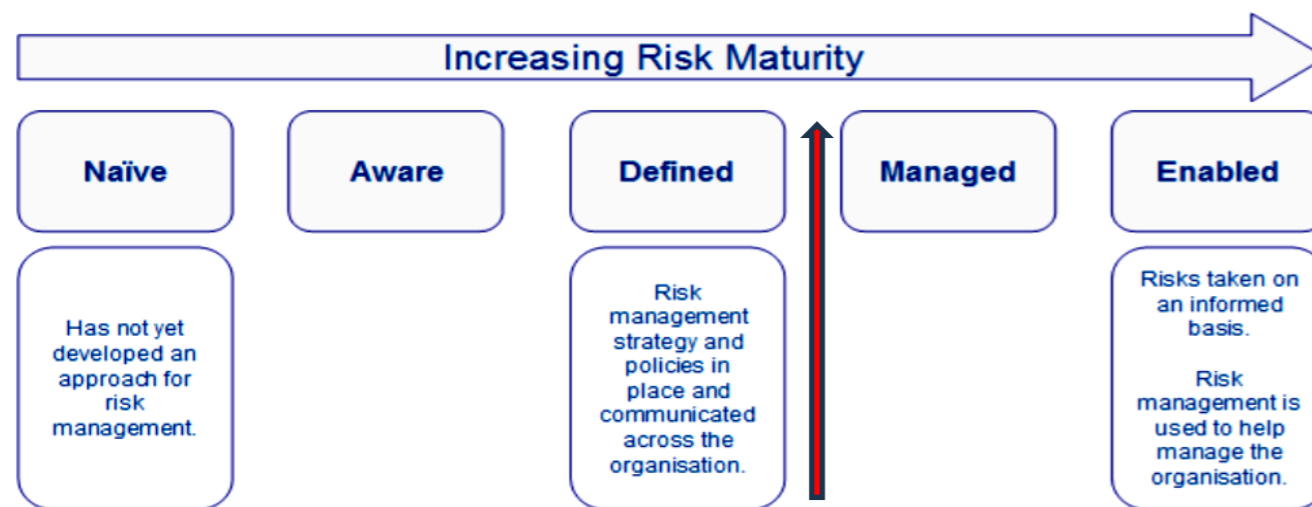 Increasing Risk Maturity
Naïve
Aware
Defined
Managed
Enabled
Has not yet
developed an
approach for
risk
management.
Risk
management
strategy and
policies in
place and
communicated
across the
organisation.
Risks taken on
an informed
basis.
Risk
management is
used to help
manage the
organisation.